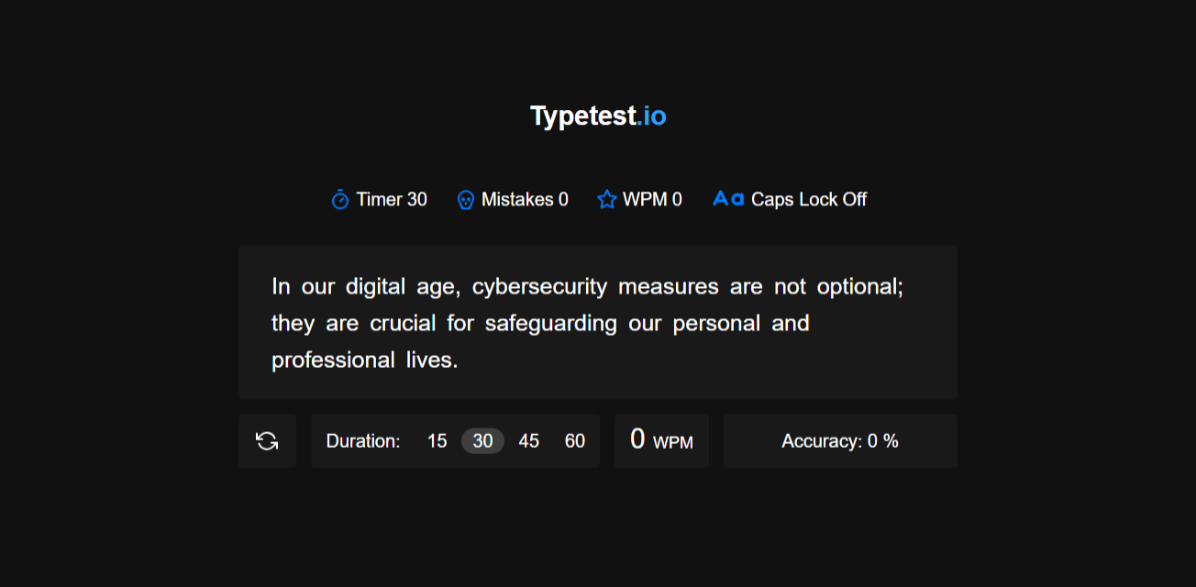 Typetest.io
Timer 30 Mistakes 0 WPM 0 Aa Caps Lock Off
In our digital age, cybersecurity measures are not optional;
they are crucial for safeguarding our personal and
professional lives.
Duration: 15 30 45 60 0 WPM Accuracy: 0 %